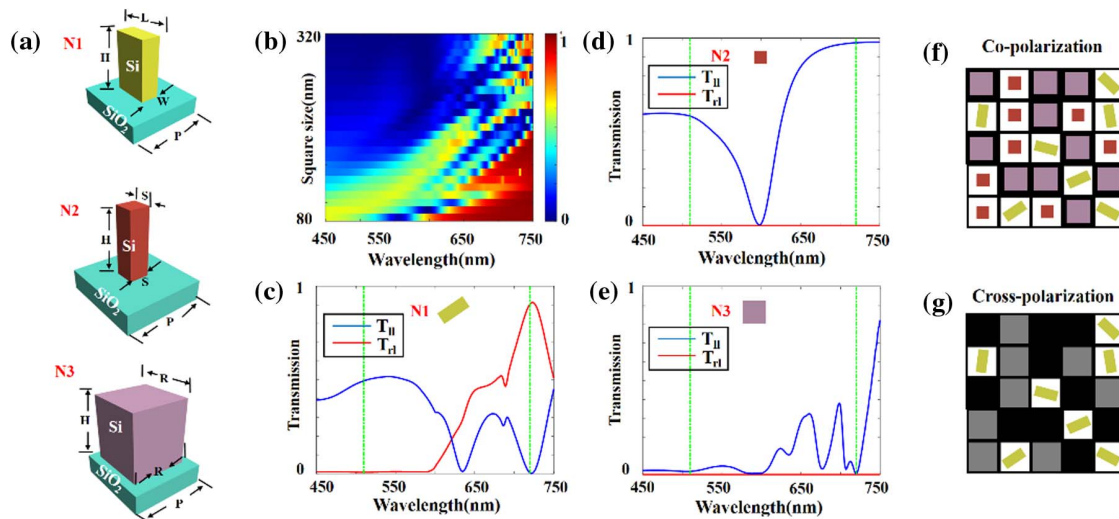 (a)
N1
L
H
Si
W
SiO2
P
N2
S
H
Si
S
SiO2
P
N3
R
H
Si
R
SiO2
P
(b)
320
Square size(nm)
80
450 550 650 750
Wavelength(nm)
1
0
(c)
1
N1
Tll
Trl
Transmission
0
450 550 650 750
Wavelength(nm)
(d)
1
N2
Tll
Trl
Transmission
0
450 550 650 750
Wavelength(nm)
(e)
1
N3
Tll
Trl
Transmission
0
450 550 650 750
Wavelength(nm)
(f)
Co-polarization
(g)
Cross-polarization